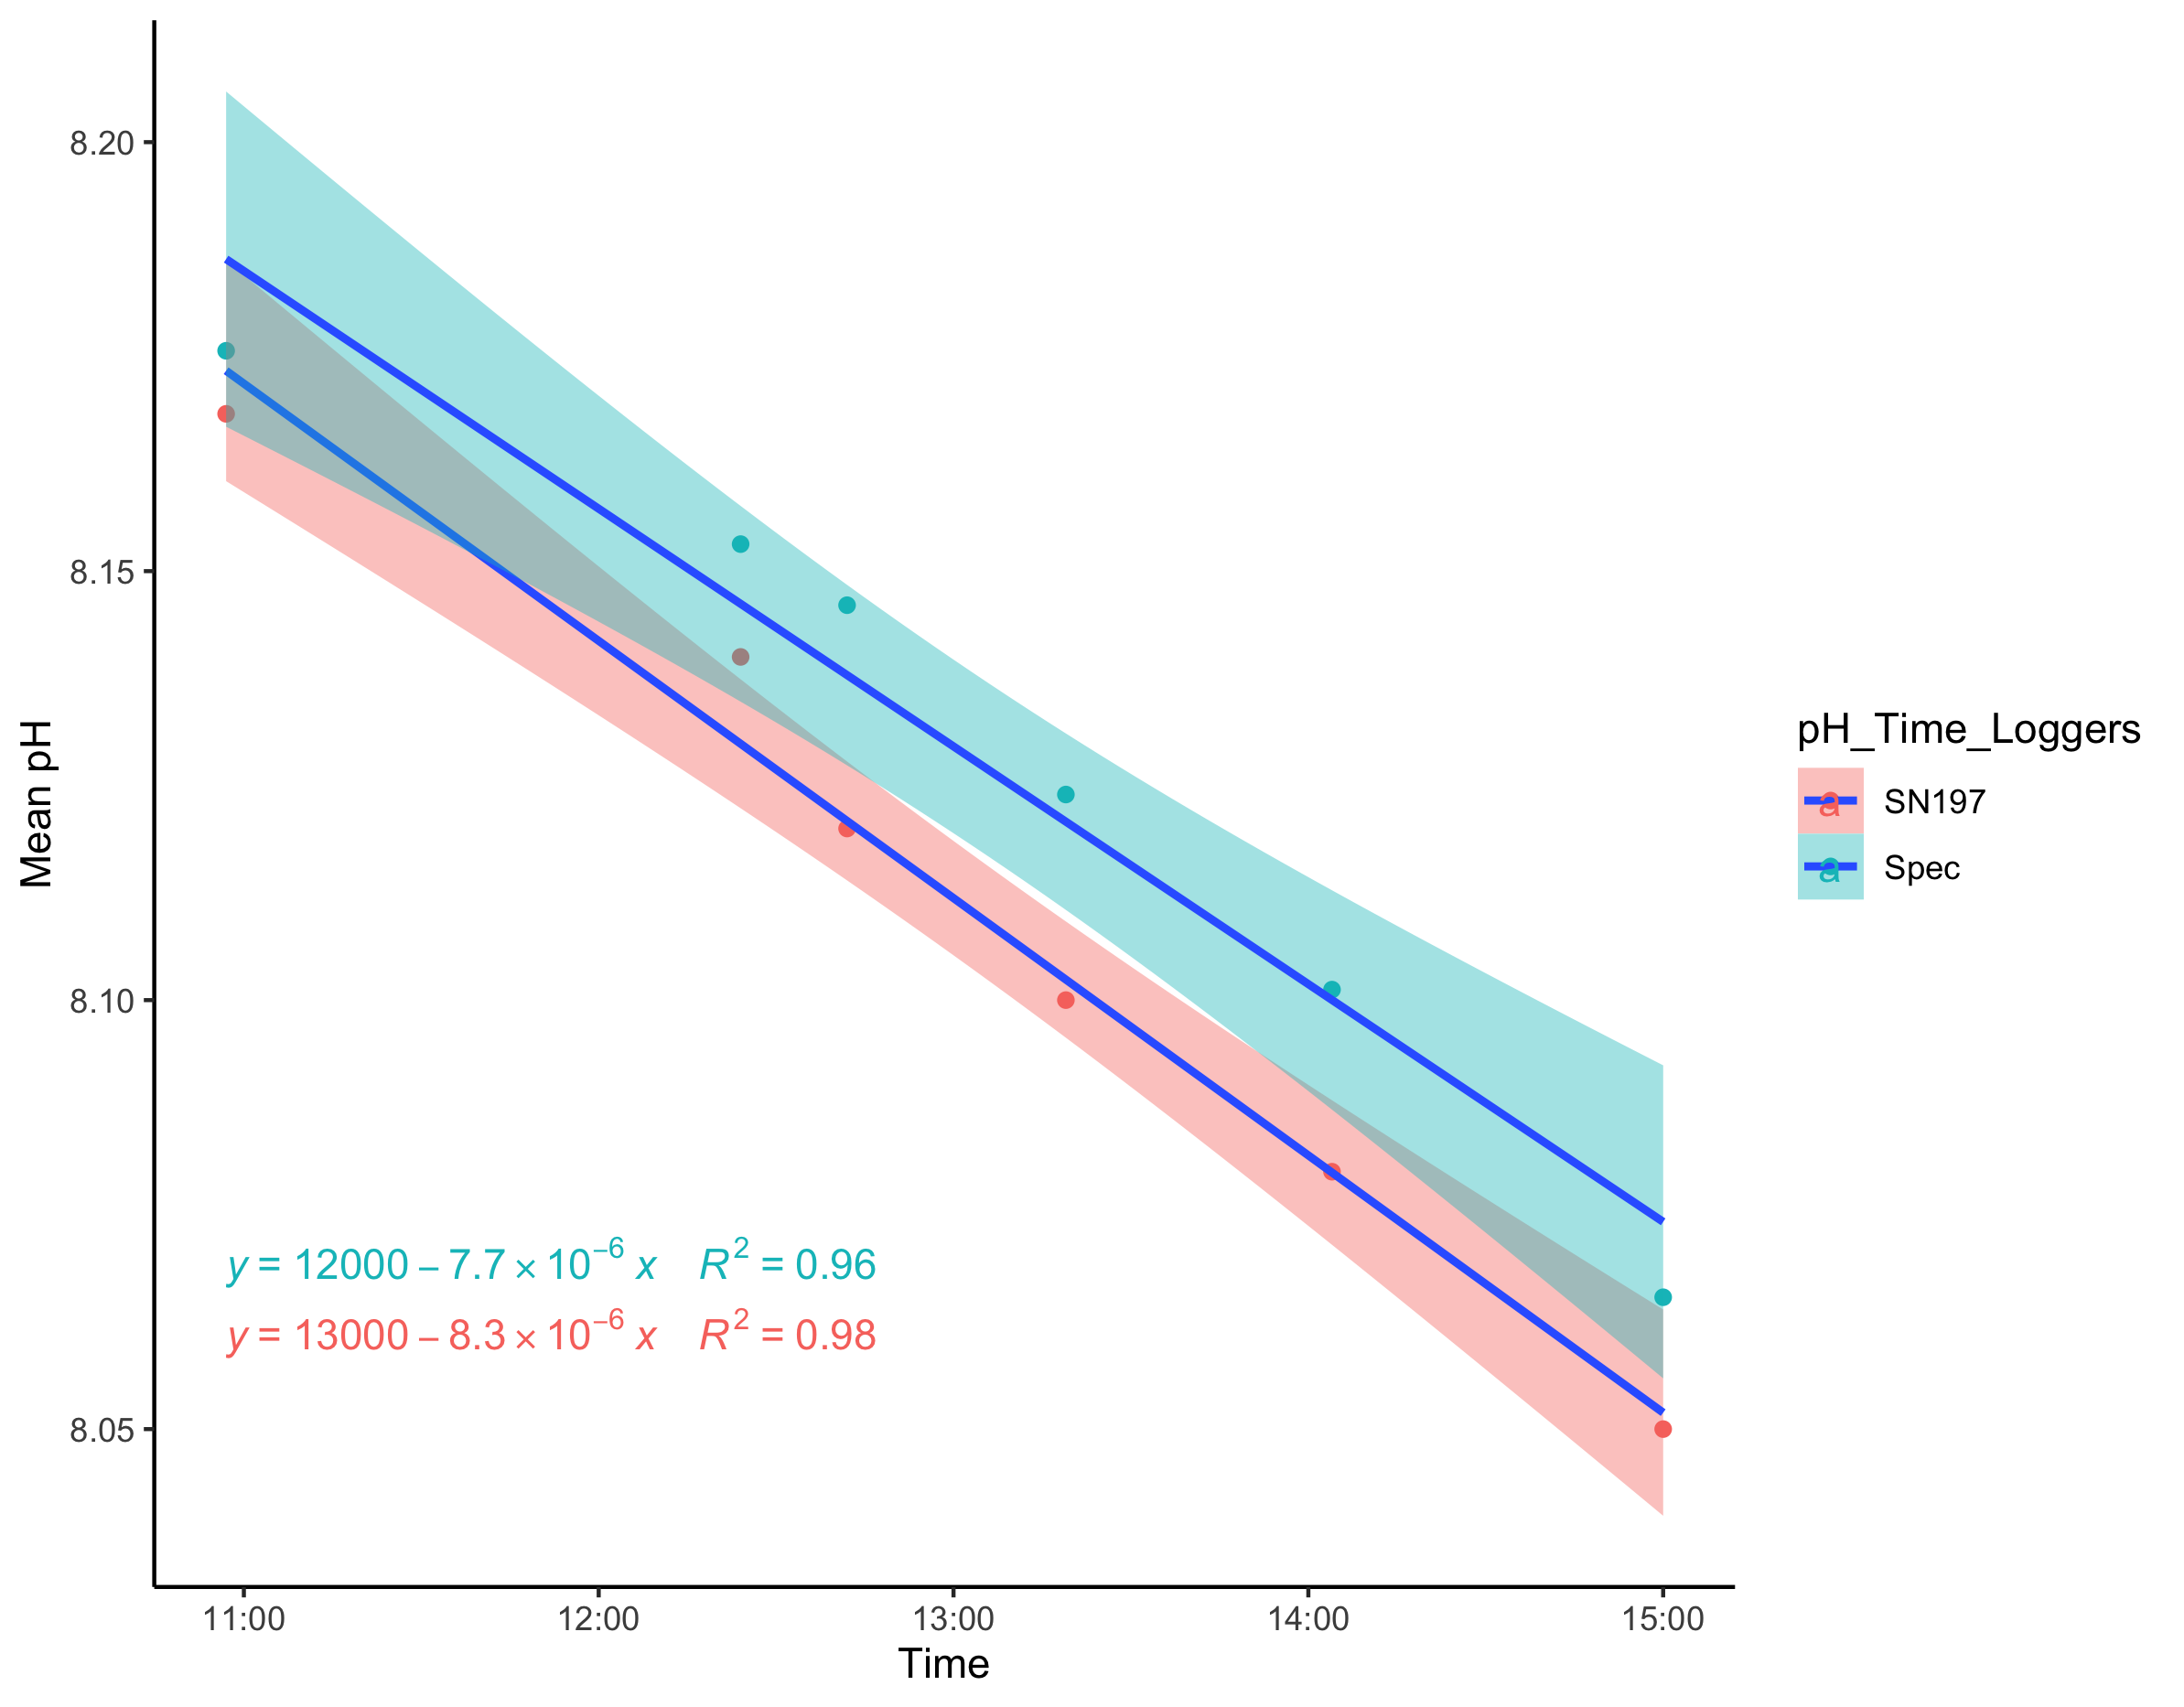 Mean pH
8.20
8.15
8.10
8.05
y = 12000 – 7.7 × 10⁻⁶ x R² = 0.96
y = 13000 – 8.3 × 10⁻⁶ x R² = 0.98
11:00 12:00 13:00 14:00 15:00
Time
pH_Time_Loggers
a SN197
a Spec